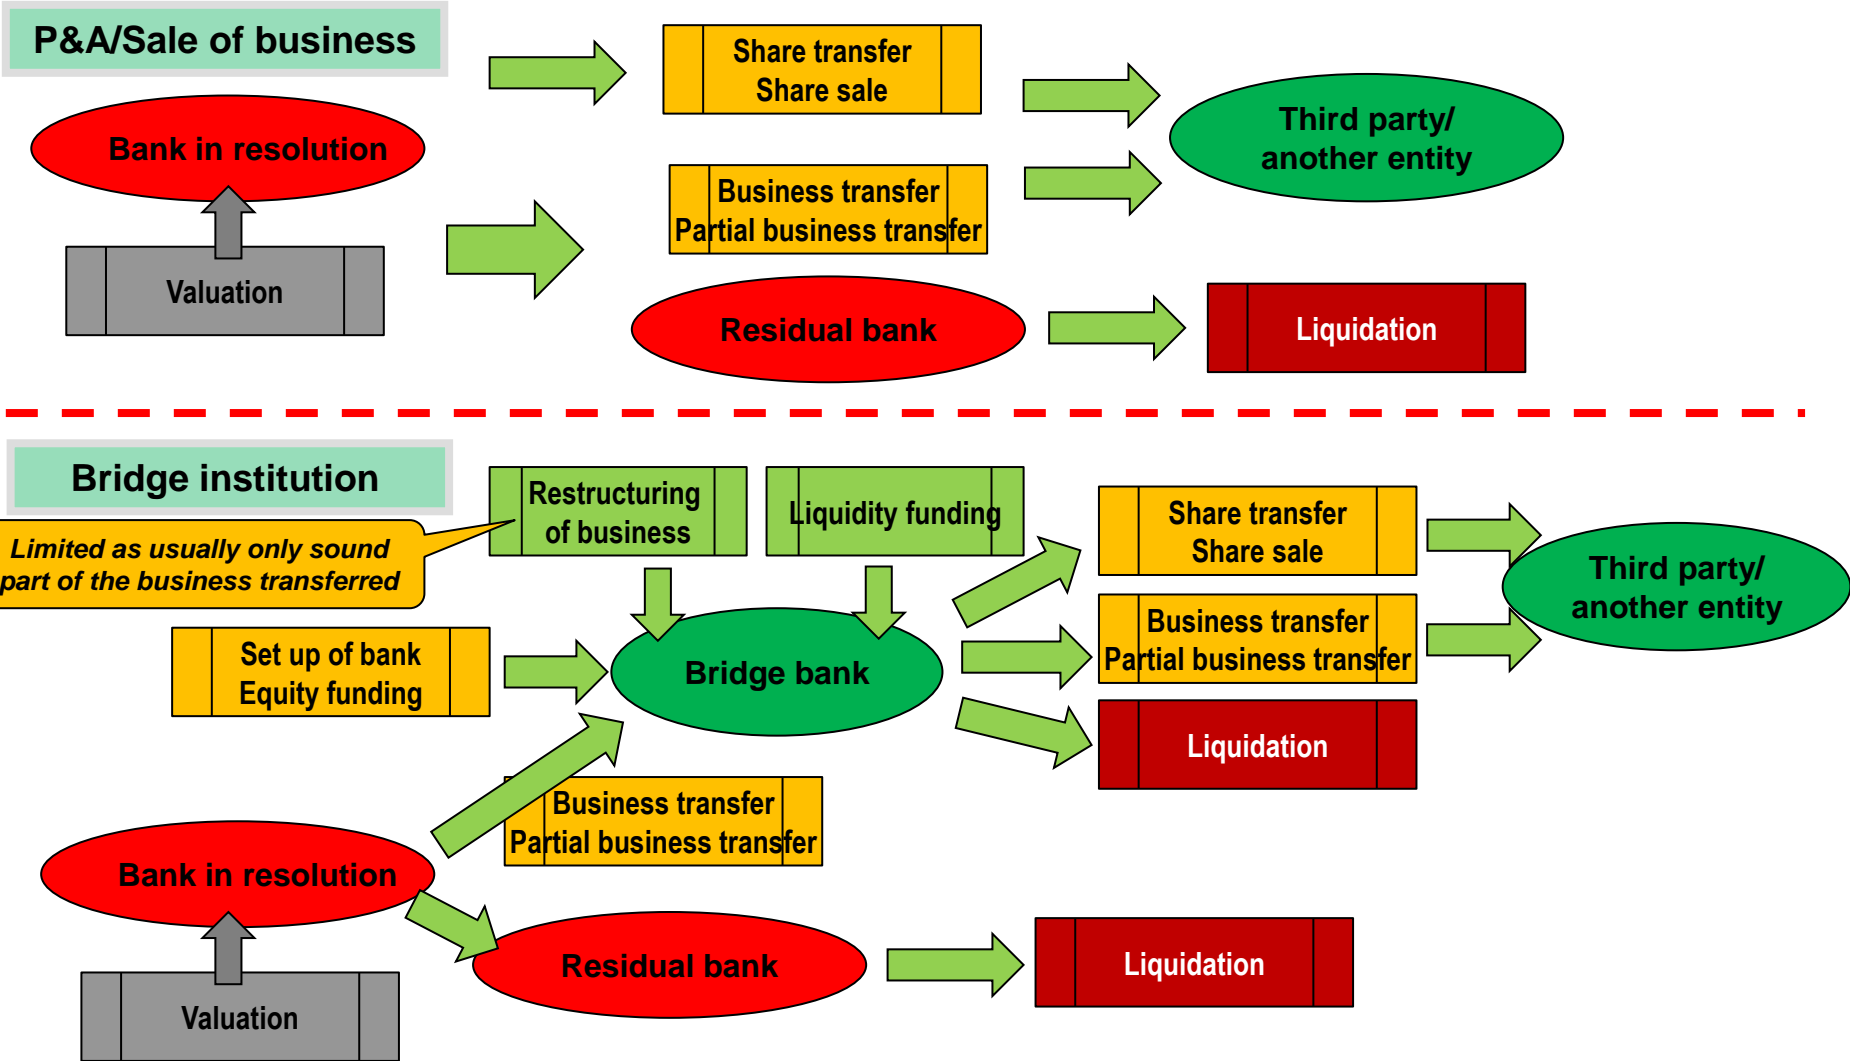 P&A/Sale of business
Share transfer
Share sale
Bank in resolution
Third party/
another entity
Business transfer
Partial business transfer
Valuation
Residual bank
Liquidation
Bridge institution
Restructuring
of business
Liquidity funding
Share transfer
Share sale
Limited as usually only sound
part of the business transferred
Third party/
another entity
Set up of bank
Equity funding
Bridge bank
Business transfer
Partial business transfer
Liquidation
Business transfer
Partial business transfer
Bank in resolution
Residual bank
Liquidation
Valuation